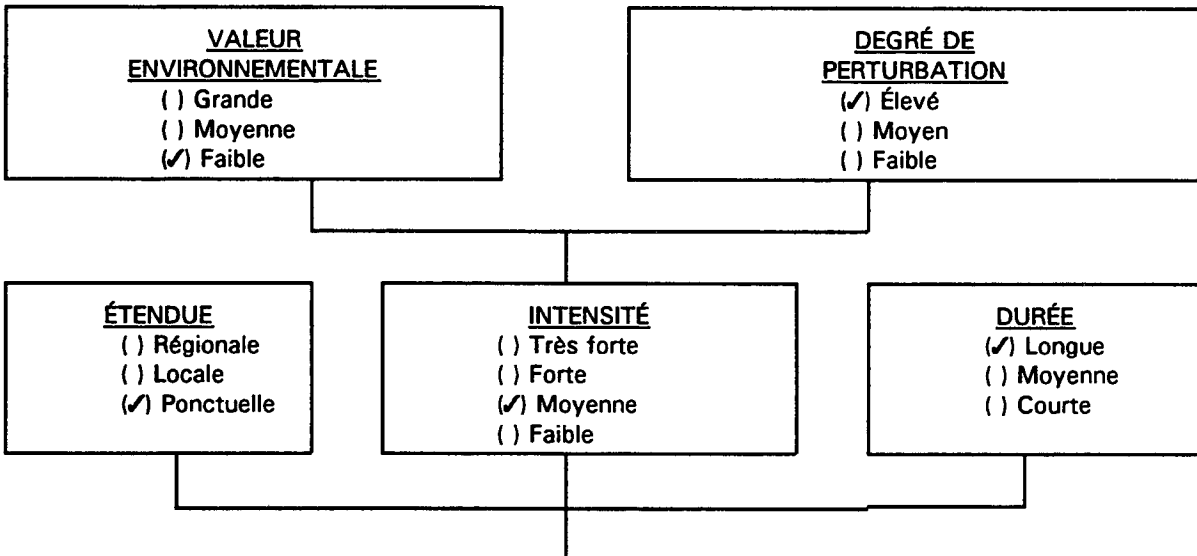 VALEUR
ENVIRONNEMENTALE
( ) Grande
( ) Moyenne
(✓) Faible
DEGRÉ DE
PERTURBATION
(✓) Élevé
( ) Moyen
( ) Faible
ÉTENDUE
( ) Régionale
( ) Locale
(✓) Ponctuelle
INTENSITÉ
( ) Très forte
( ) Forte
(✓) Moyenne
( ) Faible
DURÉE
(✓) Longue
( ) Moyenne
( ) Courte